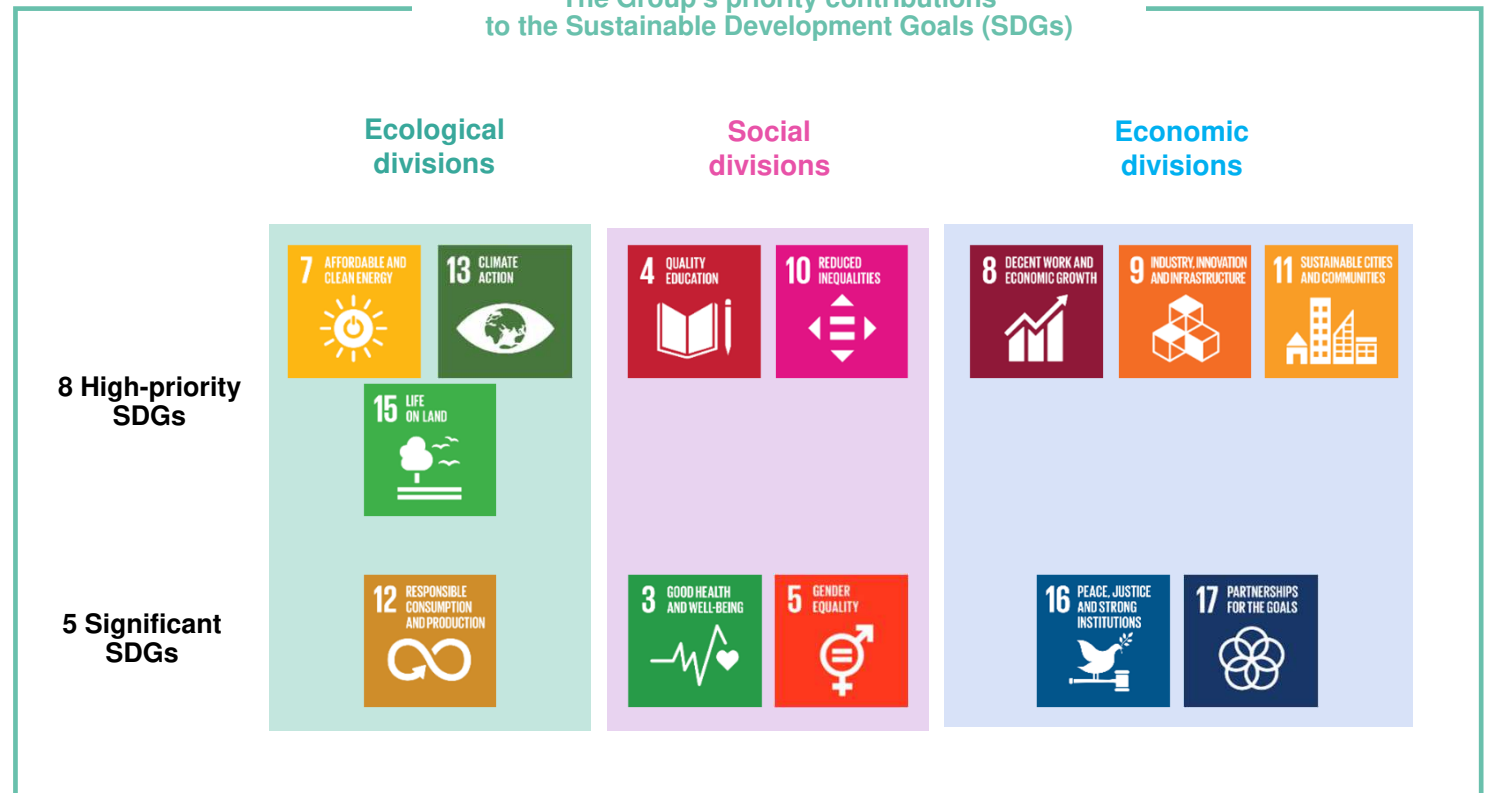 The Group's priority contributions
to the Sustainable Development Goals (SDGs)
Ecological
divisions
Social
divisions
Economic
divisions
8 High-priority
SDGs
7 AFFORDABLE AND
CLEAN ENERGY
13 CLIMATE
ACTION
15 LIFE
ON LAND
4 QUALITY
EDUCATION
10 REDUCED
INEQUALITIES
8 DECENT WORK AND
ECONOMIC GROWTH
9 INDUSTRY, INNOVATION
AND INFRASTRUCTURE
11 SUSTAINABLE CITIES
AND COMMUNITIES
5 Significant
SDGs
12 RESPONSIBLE
CONSUMPTION
AND PRODUCTION
3 GOOD HEALTH
AND WELL-BEING
5 GENDER
EQUALITY
16 PEACE, JUSTICE
AND STRONG
INSTITUTIONS
17 PARTNERSHIPS
FOR THE GOALS